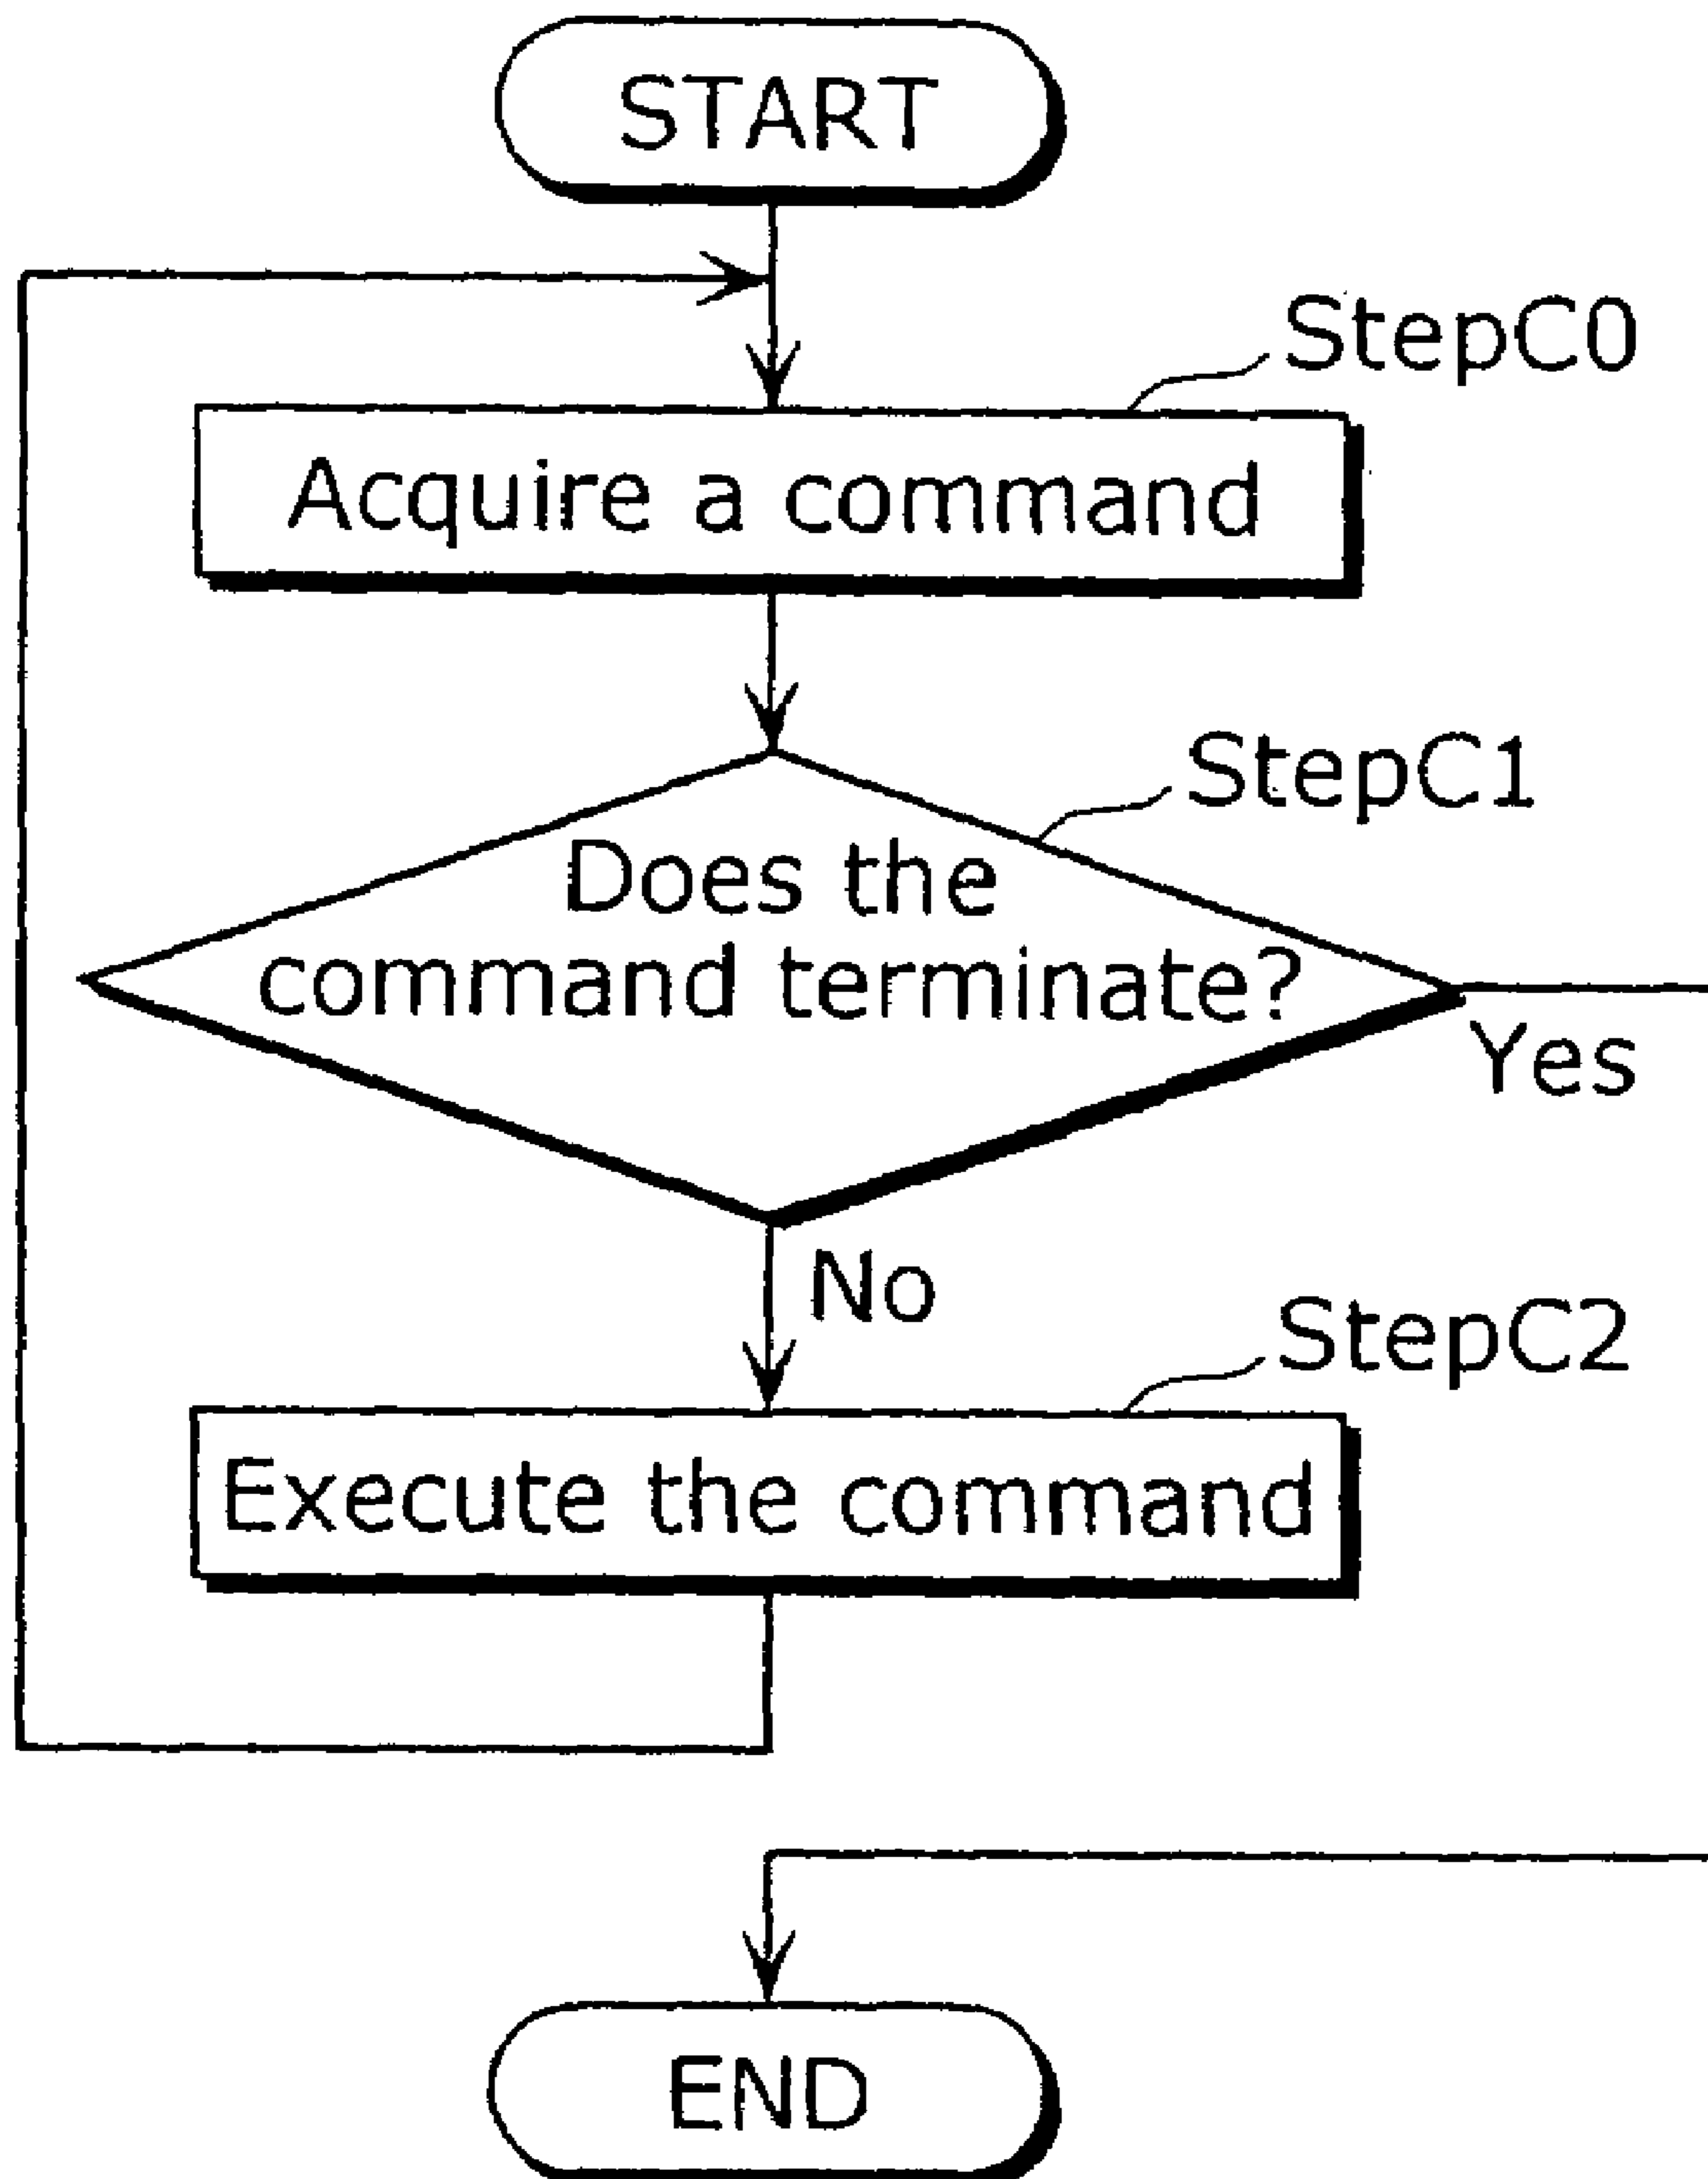 START
StepC0
Acquire a command
StepC1
Does the
command terminate?
Yes
No
StepC2
Execute the command
END